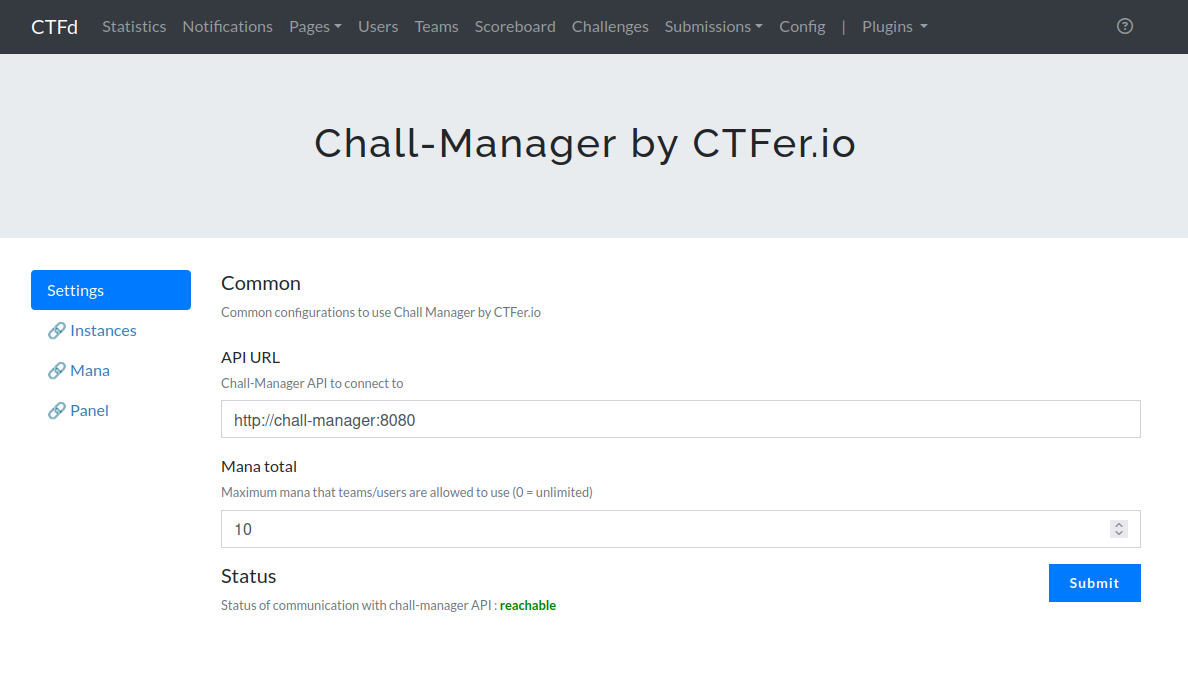 CTFd Statistics Notifications Pages Users Teams Scoreboard Challenges Submissions Config | Plugins
Chall-Manager by CTFer.io
Settings
Instances
Mana
Panel
Common
Common configurations to use Chall Manager by CTFer.io
API URL
Chall-Manager API to connect to
http://chall-manager:8080
Mana total
Maximum mana that teams/users are allowed to use (0 = unlimited)
10
Status
Status of communication with chall-manager API : reachable
Submit